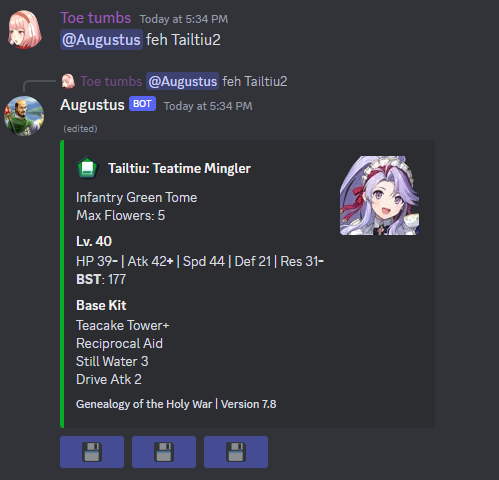 Toe tumbs Today at 5:34 PM
@Augustus feh Tailtiu2
Toe tumbs @Augustus feh Tailtiu2
Augustus BOT Today at 5:34 PM
(edited)
Tailtiu: Teatime Mingler
Infantry Green Tome
Max Flowers: 5
Lv. 40
HP 39- | Atk 42+ | Spd 44 | Def 21 | Res 31-
BST: 177
Base Kit
Teacake Tower+
Reciprocal Aid
Still Water 3
Drive Atk 2
Genealogy of the Holy War | Version 7.8